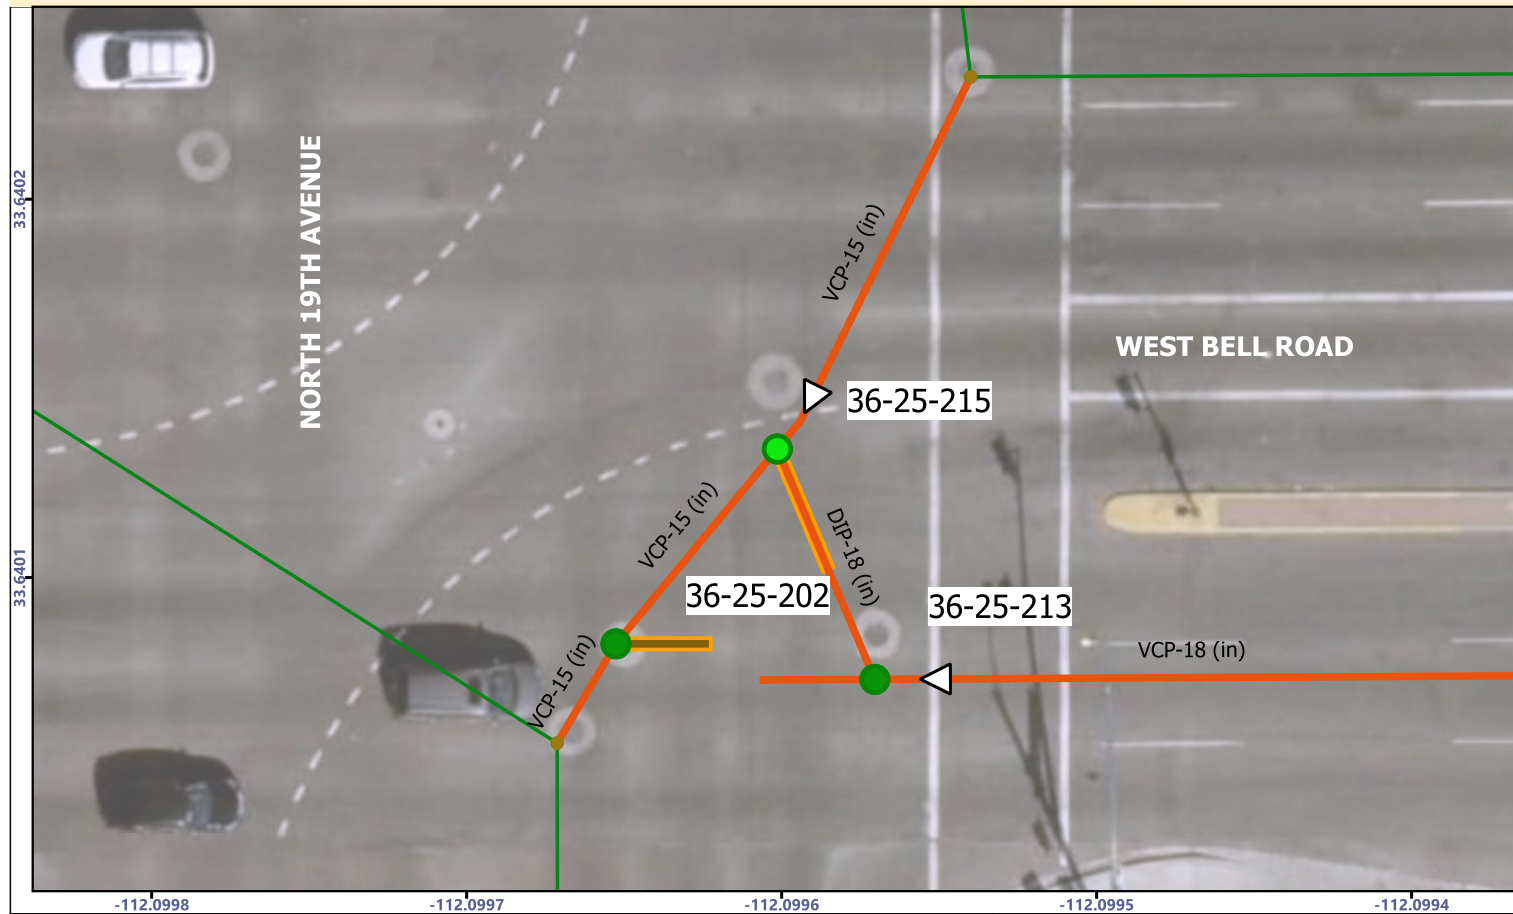 33.6402
NORTH 19TH AVENUE
VCP-15 (in)
WEST BELL ROAD
36-25-215
VCP-15 (in)
DIP-18 (in)
33.6401
36-25-202
36-25-213
VCP-15 (in)
VCP-18 (in)
-112.0998
-112.0997
-112.0996
-112.0995
-112.0994